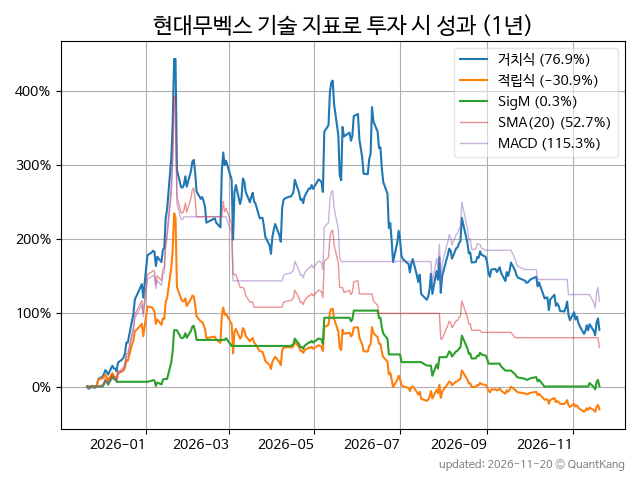 현대무벡스 기술 지표로 투자 시 성과 (1년)
거치식 (76.9%)
적립식 (-30.9%)
SigM (0.3%)
SMA(20) (52.7%)
MACD (115.3%)
400%
300%
200%
100%
0%
2026-01 2026-03 2026-05 2026-07 2026-09 2026-11
updated: 2026-11-20 © QuantKang